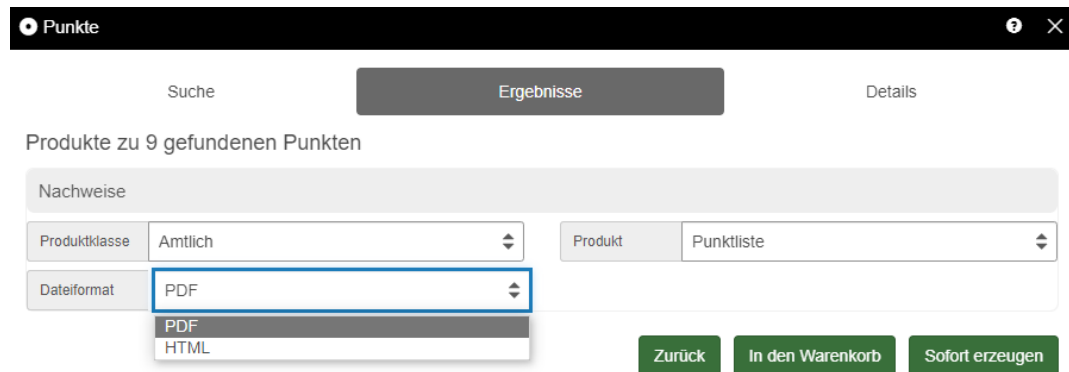 Punkte
Suche Ergebnisse Details
Produkte zu 9 gefundenen Punkten
Nachweise
Produktklasse Amtlich Produkt Punktliste
Dateiformat PDF
PDF
HTML
Zurück In den Warenkorb Sofort erzeugen